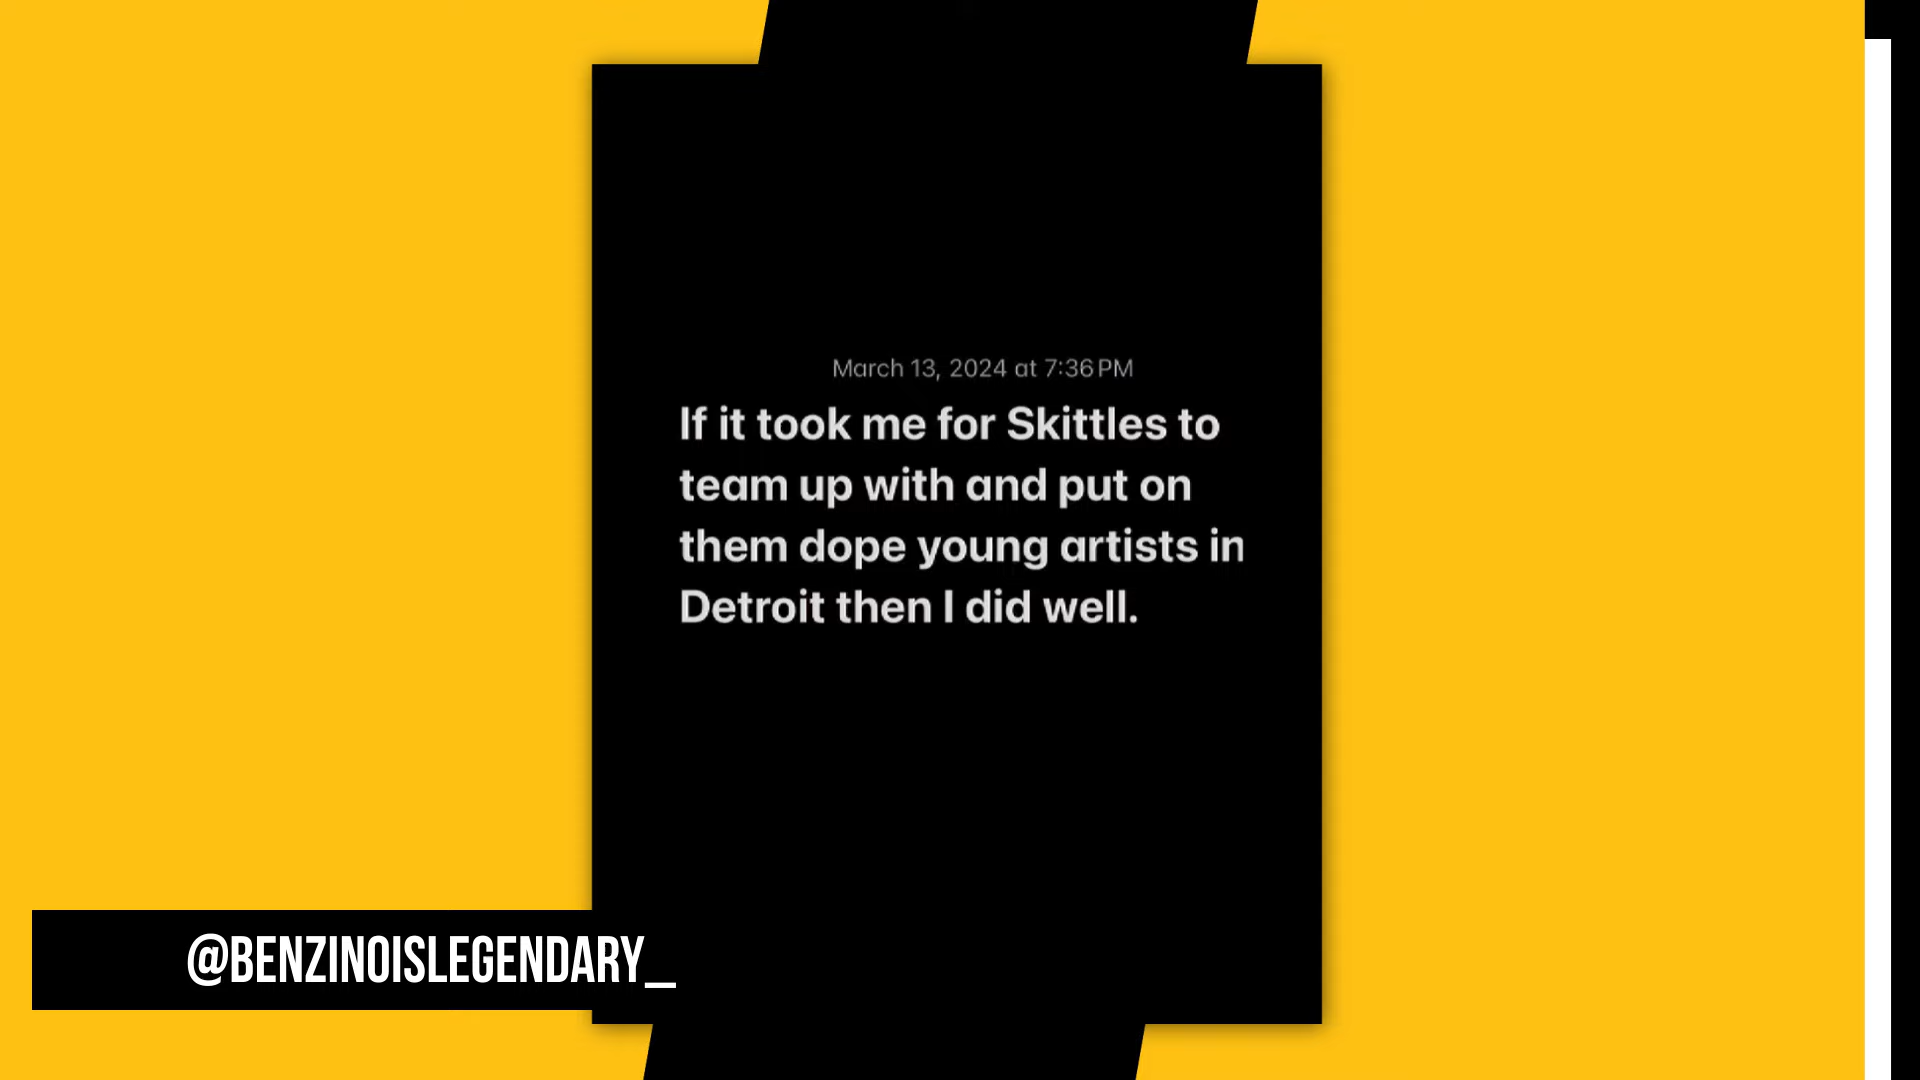 March 13, 2024 at 7:36 PM
If it took me for Skittles to
team up with and put on
them dope young artists in
Detroit then I did well.
@BENZINOISLEGENDARY_